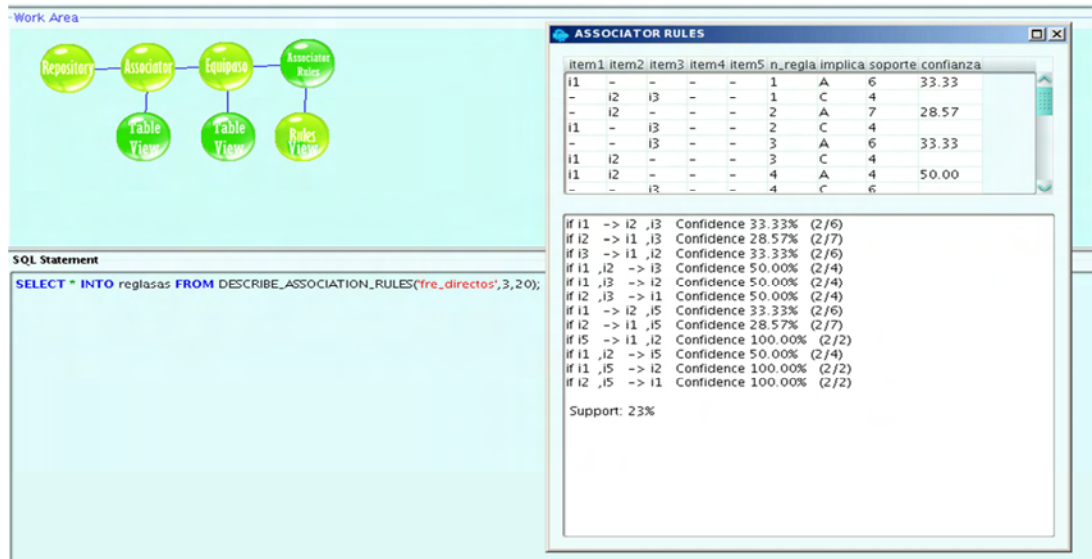 Work Area
Repository
Associator
Equipaso
Associator
Rules
Table
View
Table
View
Rules
View
SQL Statement
SELECT * INTO reglasas FROM DESCRIBE_ASSOCIATION_RULES('fre_directos',3,20);
ASSOCIATOR RULES
item1 item2 item3 item4 item5 n_regla implica soporte confianza
i1 - - - - 1 A 6 33.33
- i2 i3 - - 1 C 4
- i2 - - - 2 A 7 28.57
i1 - i3 - - 2 C 4
- - i3 - - 3 A 6 33.33
i1 i2 - - - 3 C 4
i1 i2 - - - 4 A 4 50.00
- - i3 - - 4 C 6
if i1 -> i2 ,i3 Confidence 33.33% (2/6)
if i2 -> i1 ,i3 Confidence 28.57% (2/7)
if i3 -> i1 ,i2 Confidence 33.33% (2/6)
if i1 ,i2 -> i3 Confidence 50.00% (2/4)
if i1 ,i3 -> i2 Confidence 50.00% (2/4)
if i2 ,i3 -> i1 Confidence 50.00% (2/4)
if i1 -> i2 ,i5 Confidence 33.33% (2/6)
if i2 -> i1 ,i5 Confidence 28.57% (2/7)
if i5 -> i1 ,i2 Confidence 100.00% (2/2)
if i1 ,i2 -> i5 Confidence 50.00% (2/4)
if i1 ,i5 -> i2 Confidence 100.00% (2/2)
if i2 ,i5 -> i1 Confidence 100.00% (2/2)
Support: 23%